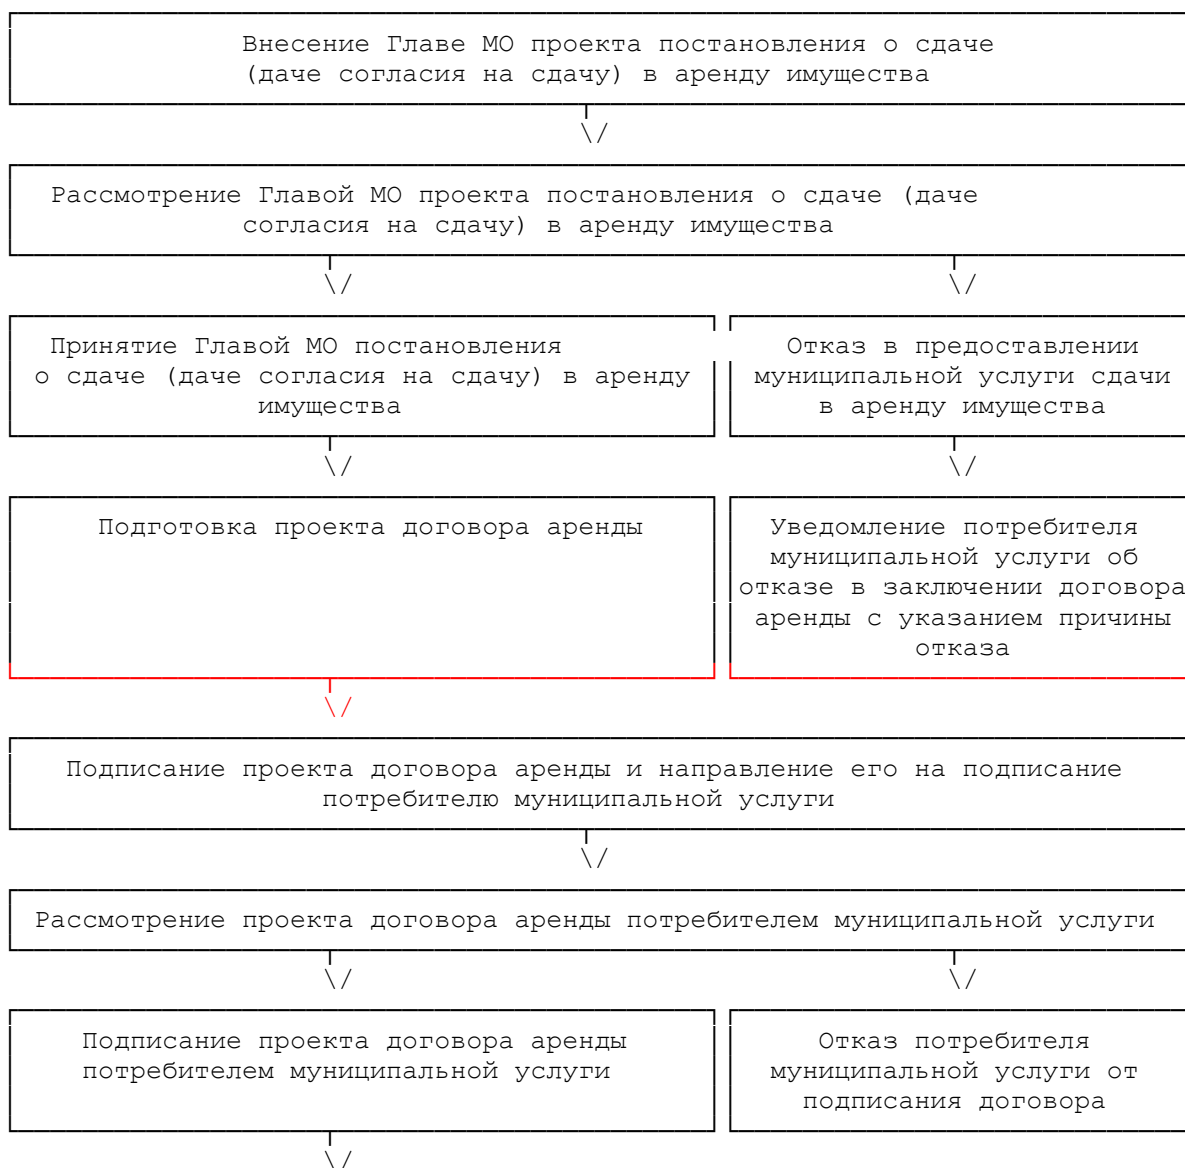 Внесение Главе МО проекта постановления о сдаче
(даче согласия на сдачу) в аренду имущества
Рассмотрение Главой МО проекта постановления о сдаче (даче
согласия на сдачу) в аренду имущества
Принятие Главой МО постановления
о сдаче (даче согласия на сдачу) в аренду
имущества
Отказ в предоставлении
муниципальной услуги сдачи
в аренду имущества
Подготовка проекта договора аренды
Уведомление потребителя
муниципальной услуги об
отказе в заключении договора
аренды с указанием причины
отказа
Подписание проекта договора аренды и направление его на подписание
потребителю муниципальной услуги
Рассмотрение проекта договора аренды потребителем муниципальной услуги
Подписание проекта договора аренды
потребителем муниципальной услуги
Отказ потребителя
муниципальной услуги от
подписания договора